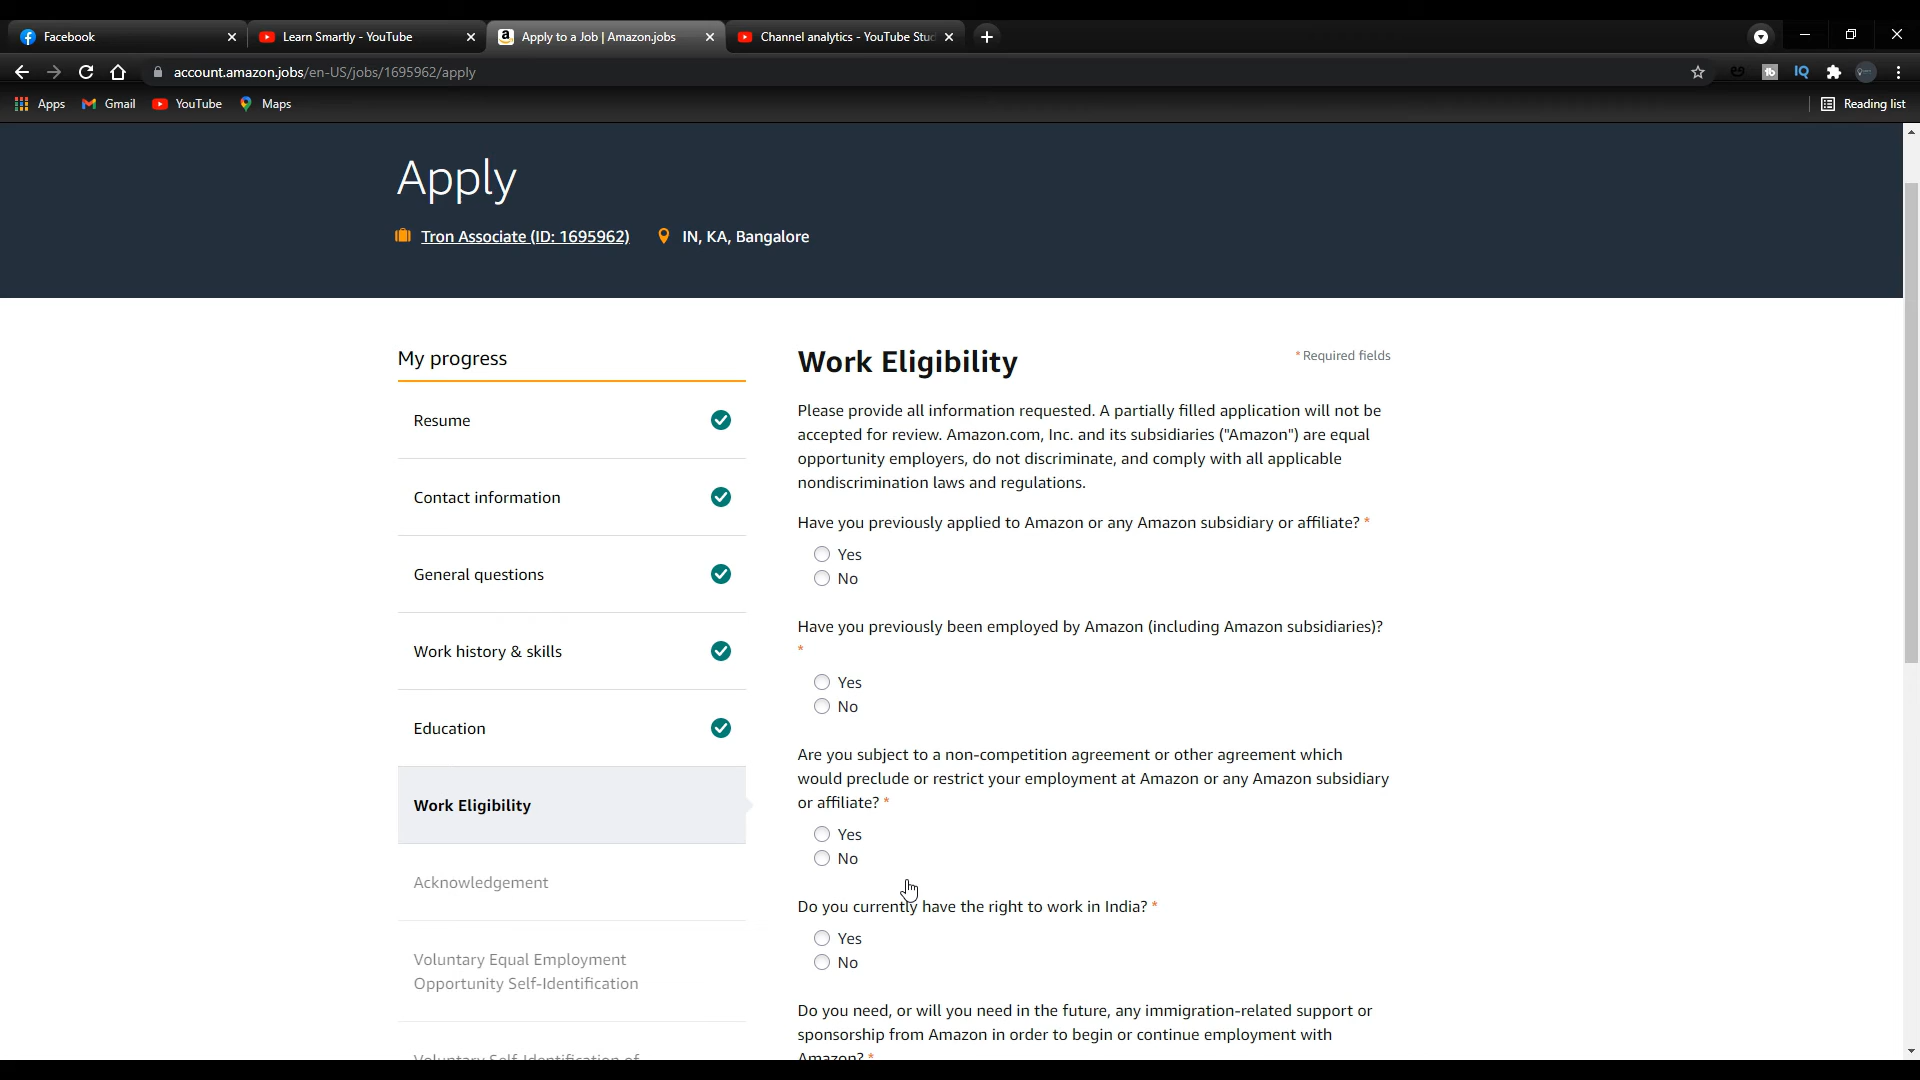 Facebook
Learn Smartly - YouTube
Apply to a Job | Amazon.jobs
Channel analytics - YouTube Stu
account.amazon.jobs/en-US/jobs/1695962/apply
Apps
Gmail
YouTube
Maps
Reading list
Apply
Tron Associate (ID: 1695962)
IN, KA, Bangalore
My progress
Resume
Contact information
General questions
Work history & skills
Education
Work Eligibility
Acknowledgement
Voluntary Equal Employment
Opportunity Self-Identification
Voluntary Self-Identification of
Work Eligibility
* Required fields
Please provide all information requested. A partially filled application will not be
accepted for review. Amazon.com, Inc. and its subsidiaries ("Amazon") are equal
opportunity employers, do not discriminate, and comply with all applicable
nondiscrimination laws and regulations.
Have you previously applied to Amazon or any Amazon subsidiary or affiliate? *
Yes
No
Have you previously been employed by Amazon (including Amazon subsidiaries)?
*
Yes
No
Are you subject to a non-competition agreement or other agreement which
would preclude or restrict your employment at Amazon or any Amazon subsidiary
or affiliate? *
Yes
No
Do you currently have the right to work in India? *
Yes
No
Do you need, or will you need in the future, any immigration-related support or
sponsorship from Amazon in order to begin or continue employment with
Amazon? *